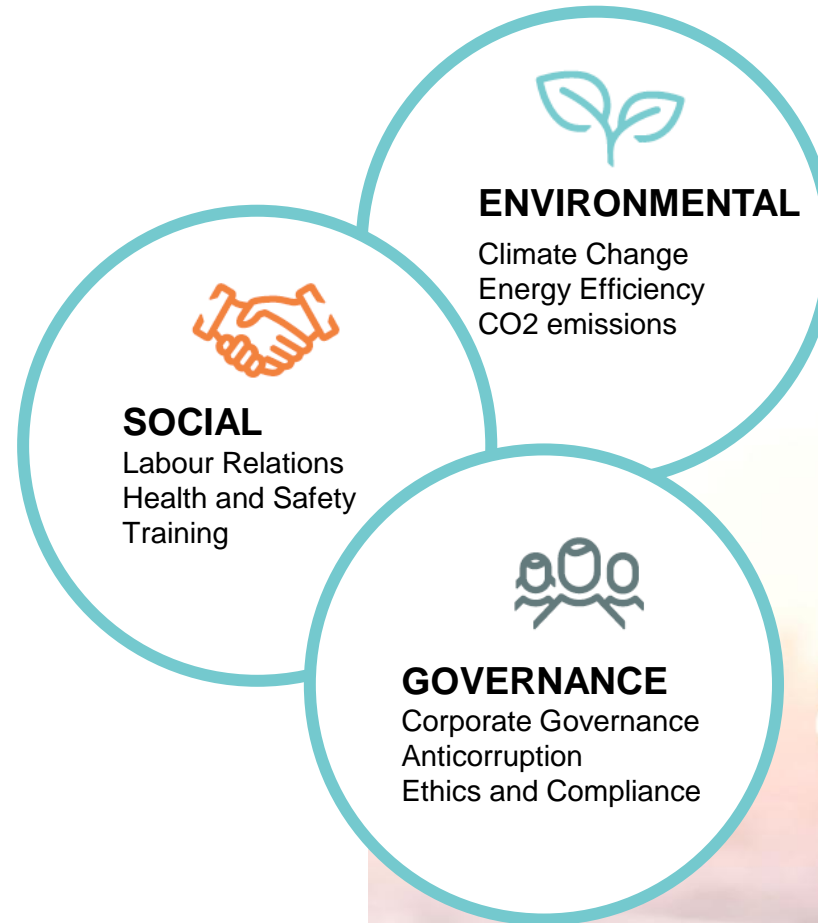 ENVIRONMENTAL
Climate Change
Energy Efficiency
CO2 emissions
SOCIAL
Labour Relations
Health and Safety
Training
GOVERNANCE
Corporate Governance
Anticorruption
Ethics and Compliance